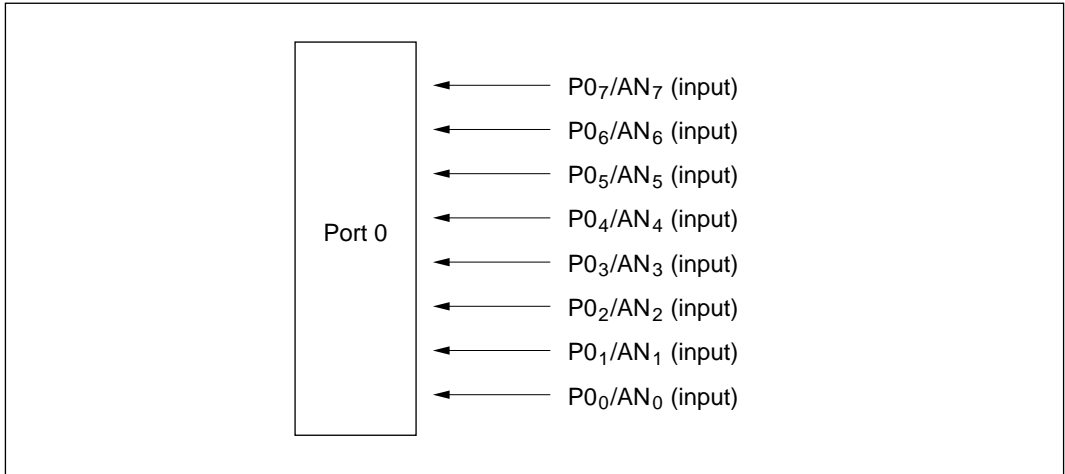 P0₇/AN₇ (input)
P0₆/AN₆ (input)
P0₅/AN₅ (input)
P0₄/AN₄ (input)
Port 0
P0₃/AN₃ (input)
P0₂/AN₂ (input)
P0₁/AN₁ (input)
P0₀/AN₀ (input)